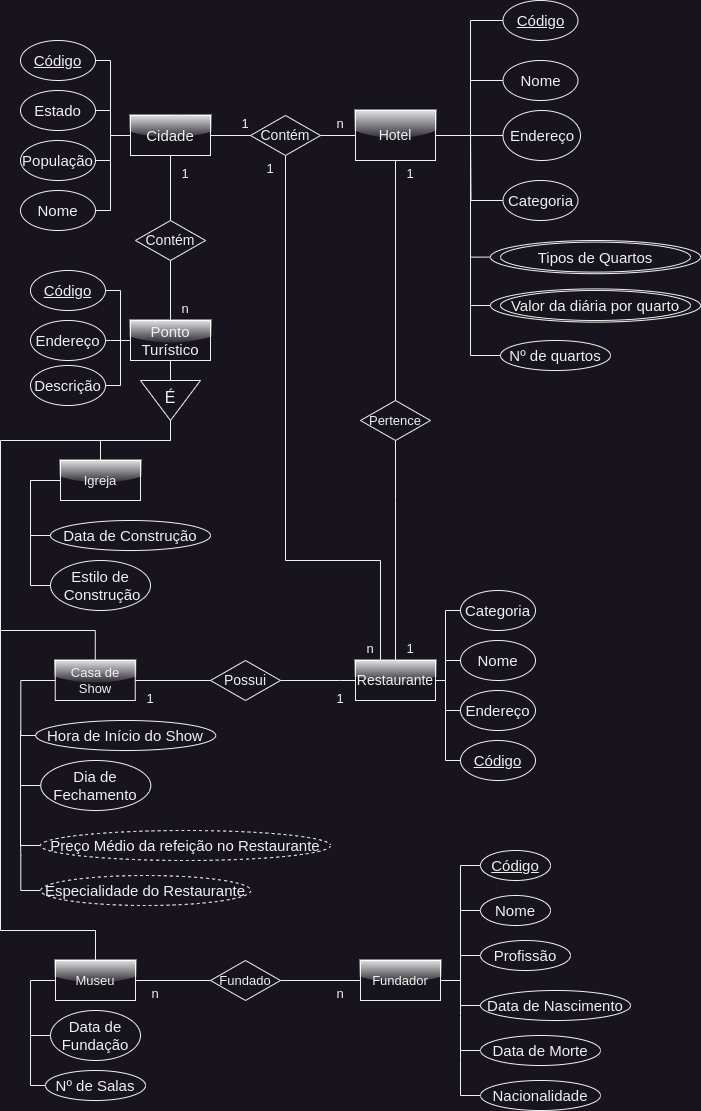 Código
Estado
População
Nome
Cidade
1
Contém
n
Hotel
1
1
1
Código
Nome
Endereço
Categoria
Tipos de Quartos
Valor da diária por quarto
Nº de quartos
Contém
n
Código
Endereço
Descrição
Ponto
Turístico
É
Pertence
Igreja
Data de Construção
Estilo de
Construção
n
1
Casa de
Show
1
Possui
1
Restaurante
Categoria
Nome
Endereço
Código
Hora de Início do Show
Dia de
Fechamento
Preço Médio da refeição no Restaurante
Especialidade do Restaurante
Museu
n
Fundado
n
Fundador
Código
Nome
Profissão
Data de Nascimento
Data de Morte
Nacionalidade
Data de
Fundação
Nº de Salas